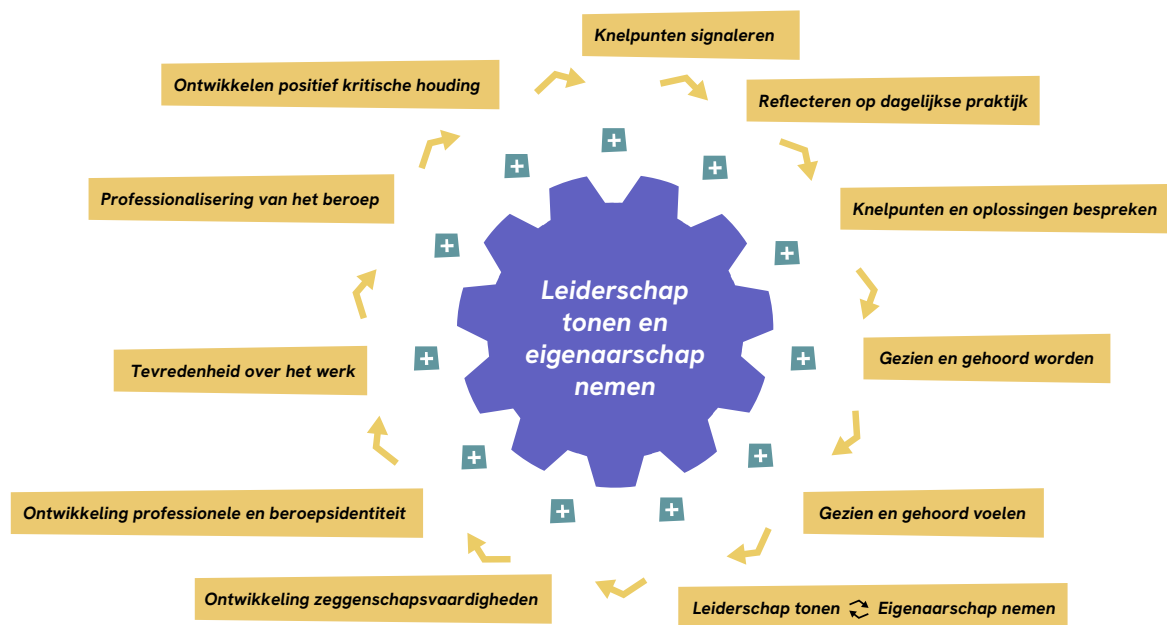 Knelpunten signaleren
Ontwikkelen positief kritische houding
Reflecteren op dagelijkse praktijk
Professionalisering van het beroep
Knelpunten en oplossingen bespreken
Leiderschap
tonen en
eigenaarschap
nemen
Gezien en gehoord worden
Tevredenheid over het werk
Ontwikkeling professionele en beroepsidentiteit
Gezien en gehoord voelen
Ontwikkeling zeggenschapsvaardigheden
Leiderschap tonen Eigenaarschap nemen